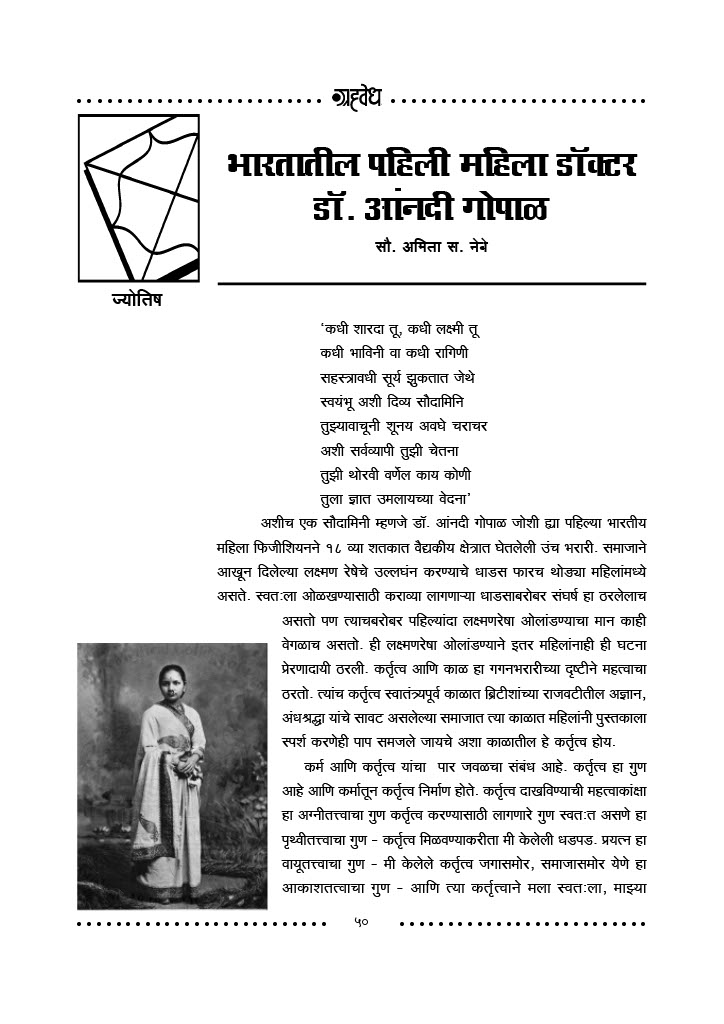 ग्रहवेध
भारतातील पहिली महिला डॉक्टर
डॉ. आंनदी गोपाळ
सौ. अमिता स. नेबे
ज्योतिष
‘कधी शारदा तू, कधी लक्ष्मी तू
कधी भाविनी वा कधी रागिणी
सहस्त्रावधी सूर्य झुकतात जेथे
स्वयंभू अशी दिव्य सौदामिनि
तुझ्यावाचूनी शूनय अवघे चराचर
अशी सर्वव्यापी तुझी चेतना
तुझी थोरवी वर्णेल काय कोणी
तुला ज्ञात उमलायच्या वेदना’
अशीच एक सौदामिनी म्हणजे डॉ. आंनदी गोपाळ जोशी ह्या पहिल्या भारतीय
महिला फिजीशियनने १८ व्या शतकात वैद्यकीय क्षेत्रात घेतलेली उंच भरारी. समाजाने
आखून दिलेल्या लक्ष्मण रेषेचे उल्लघंन करण्याचे धाडस फारच थोड्या महिलांमध्ये
असते. स्वत:ला ओळखण्यासाठी कराव्या लागणाऱ्या धाडसाबरोबर संघर्ष हा ठरलेलाच
असतो पण त्याचबरोबर पहिल्यांदा लक्ष्मणरेषा ओलांडण्याचा मान काही
वेगळाच असतो. ही लक्ष्मणरेषा ओलांडण्याने इतर महिलांनाही ही घटना
प्रेरणादायी ठरली. कर्तृत्व आणि काळ हा गगनभरारीच्या दृष्टीने महत्वाचा
ठरतो. त्यांच कर्तृत्व स्वातंत्र्यपूर्व काळात ब्रिटीशांच्या राजवटीतील अज्ञान,
अंधश्रद्धा यांचे सावट असलेल्या समाजात त्या काळात महिलांनी पुस्तकाला
स्पर्श करणेही पाप समजले जायचे अशा काळातील हे कर्तृत्व होय.
कर्म आणि कर्तृत्व यांचा पार जवळचा संबंध आहे. कर्तृत्व हा गुण
आहे आणि कर्मातून कर्तृत्व निर्माण होते. कर्तृत्व दाखविण्याची महत्वाकांक्षा
हा अग्नीतत्त्वाचा गुण कर्तृत्व करण्यासाठी लागणारे गुण स्वत:त असणे हा
पृथ्वीतत्त्वाचा गुण - कर्तृत्व मिळवण्याकरीता मी केलेली धडपड. प्रयत्न हा
वायूतत्त्वाचा गुण - मी केलेले कर्तृत्व जगासमोर, समाजासमोर येणे हा
आकाशतत्वाचा गुण - आणि त्या कर्तृत्वाने मला स्वत:ला, माझ्या
५०